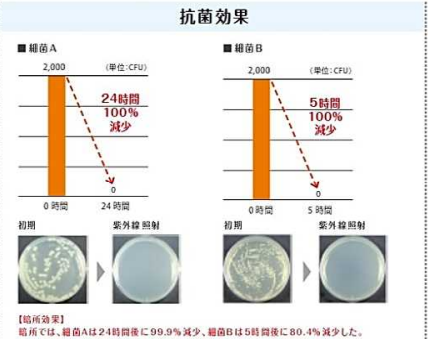 抗菌効果
■ 細菌A
2,000 (単位:CFU)
24時間
100%
減少
0
0時間 24時間
初期 紫外線照射
■ 細菌B
2,000 (単位:CFU)
5時間
100%
減少
0
0時間 5時間
初期 紫外線照射
【暗所効果】
暗所では、細菌Aは24時間後に99.9%減少、細菌Bは5時間後に80.4%減少した。